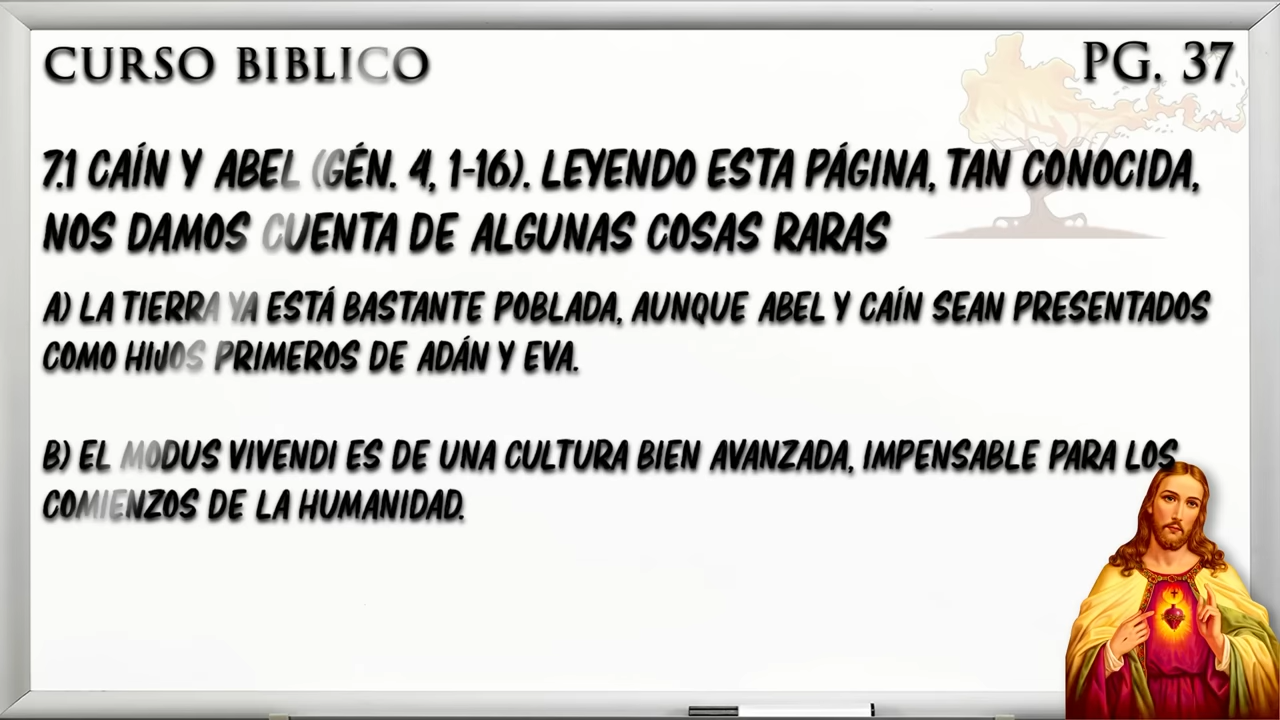 CURSO BIBLICO
PG. 37
7.1 CAÍN Y ABEL (GÉN. 4, 1-16). LEYENDO ESTA PÁGINA, TAN CONOCIDA,
NOS DAMOS CUENTA DE ALGUNAS COSAS RARAS
A) LA TIERRA YA ESTÁ BASTANTE POBLADA, AUNQUE ABEL Y CAÍN SEAN PRESENTADOS
COMO HIJOS PRIMEROS DE ADÁN Y EVA.
B) EL MODUS VIVENDI ES DE UNA CULTURA BIEN AVANZADA, IMPENSABLE PARA LOS
COMIENZOS DE LA HUMANIDAD.